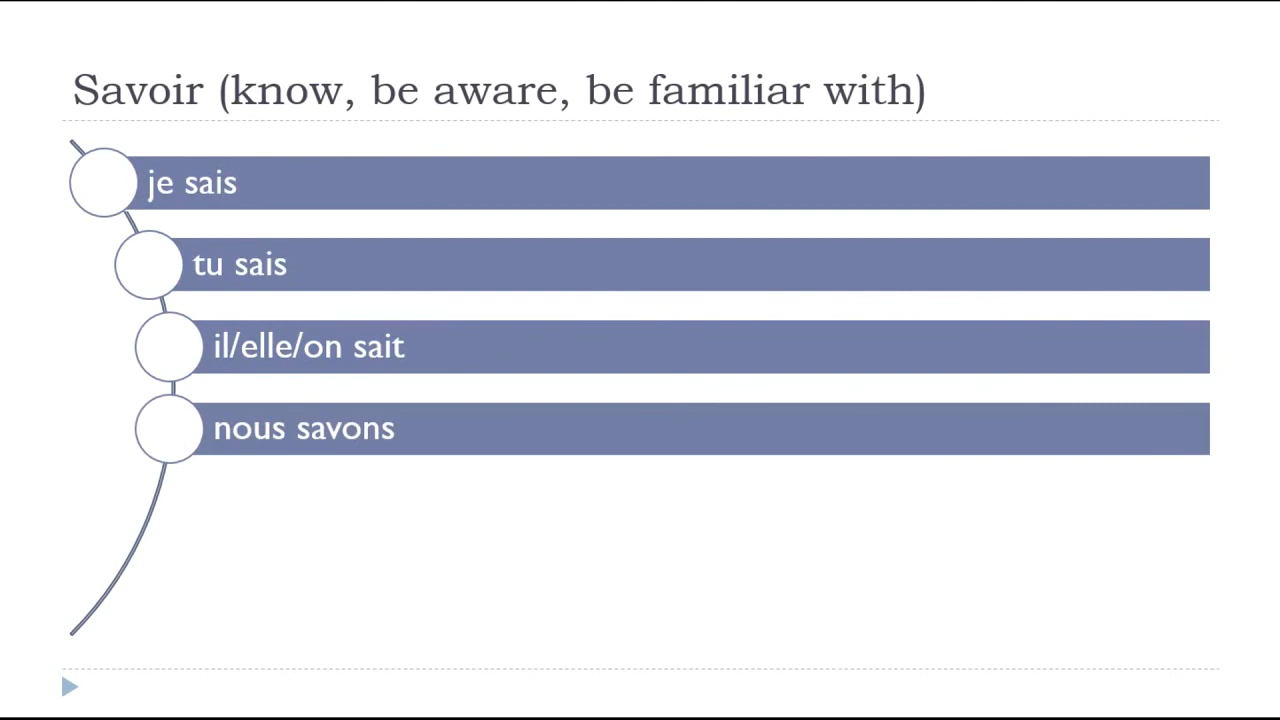 Savoir (know, be aware, be familiar with)
je sais
tu sais
il/elle/on sait
nous savons